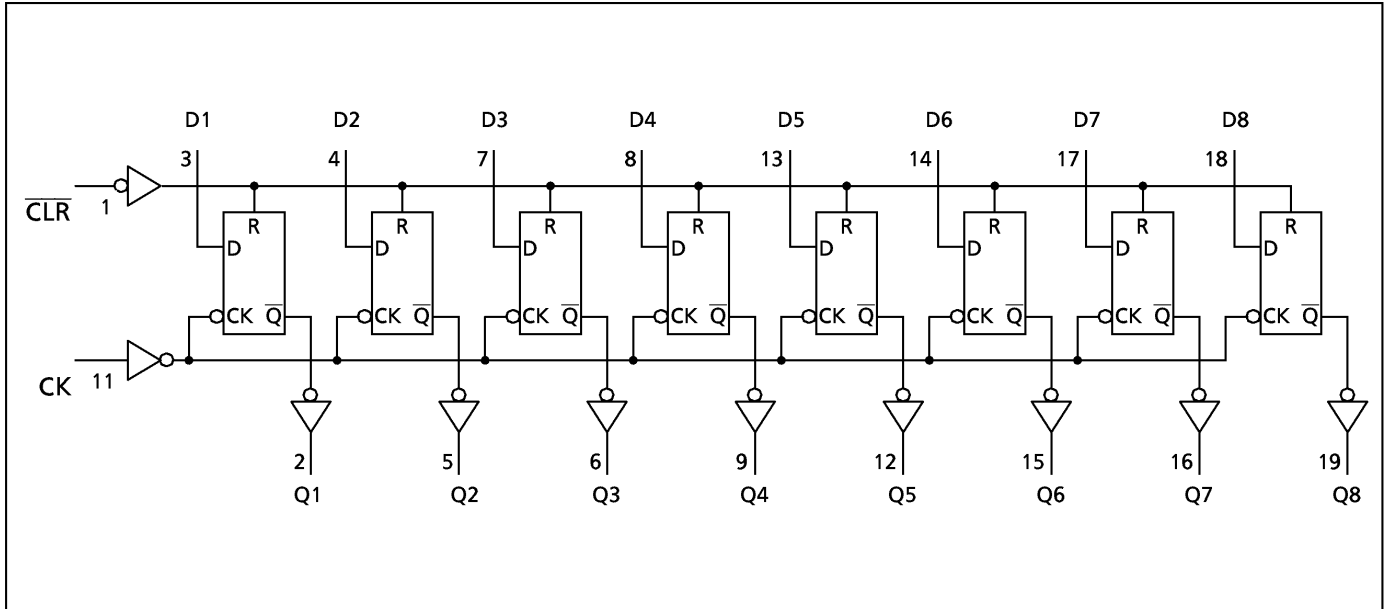 D1 D2 D3 D4 D5 D6 D7 D8
3 4 7 8 13 14 17 18
C̅L̅R̅ 1
R R R R R R R R
D D D D D D D D
CK Q̅ CK Q̅ CK Q̅ CK Q̅ CK Q̅ CK Q̅ CK Q̅ CK Q̅
CK 11
2 5 6 9 12 15 16 19
Q1 Q2 Q3 Q4 Q5 Q6 Q7 Q8